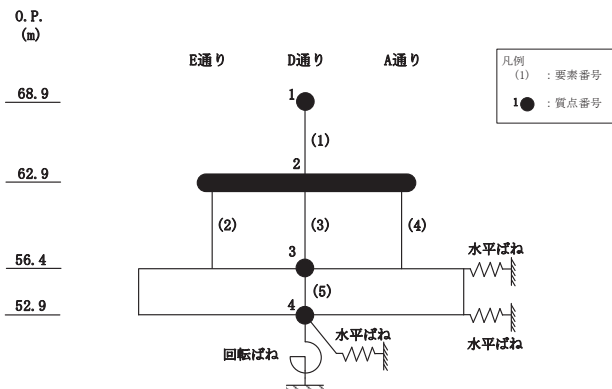 O.P.
(m)
E通り D通り A通り
凡例
(1) ：要素番号
1 ：質点番号
68.9
1
(1)
2
62.9
(2) (3) (4)
水平ばね
56.4
3
(5)
52.9
4
水平ばね
水平ばね
回転ばね